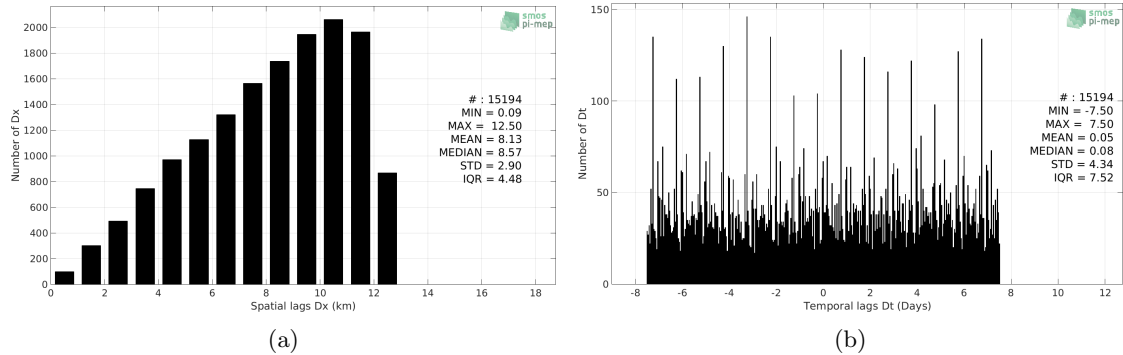 smos
pi-mep
2000
1800
1600
1400
1200
1000
800
600
400
200
0
Number of Dx
# : 15194
MIN = 0.09
MAX = 12.50
MEAN = 8.13
MEDIAN = 8.57
STD = 2.90
IQR = 4.48
0 2 4 6 8 10 12 14 16 18
Spatial lags Dx (km)
(a)
smos
pi-mep
150
100
50
0
Number of Dt
# : 15194
MIN = -7.50
MAX = 7.50
MEAN = 0.05
MEDIAN = 0.08
STD = 4.34
IQR = 7.52
-8 -6 -4 -2 0 2 4 6 8 10 12
Temporal lags Dt (Days)
(b)